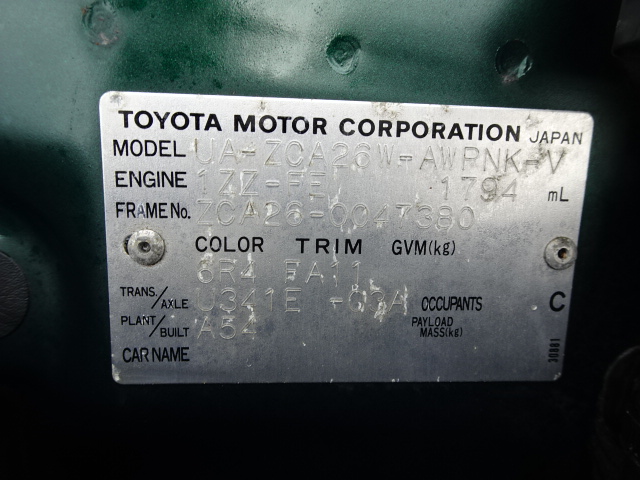 TOYOTA MOTOR CORPORATION JAPAN
MODEL UA-ZCA26W-AWPNK-V
ENGINE 1ZZ-FE 1794 mL
FRAME No. ZCA26-0047380
COLOR TRIM GVM(kg)
6R4 FA11
TRANS./AXLE U341E -03A OCCUPANTS C
PLANT/BUILT A54 PAYLOAD MASS(kg)
CAR NAME
30881